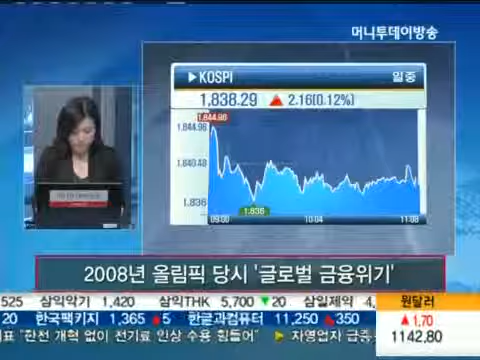 머니투데이방송
▶KOSPI 일중
1,838.29 ▲ 2.16(0.12%)
1,844.98
1,844.98
1,840.48
1,836
1,836
09:00 10:04 11:08
2008년 올림픽 당시 '글로벌 금융위기'
525 삼익악기 1,420 삼익THK 5,700 ▼20 삼일제약 4,
원달러
20 한국팩키지 1,365 ♦5 한글과컴퓨터 11,250 350
▲1.70
1142.80
표 "한전 개혁 없이 전기료 인상 수용 힘들어" ▶ 자영업자 급증